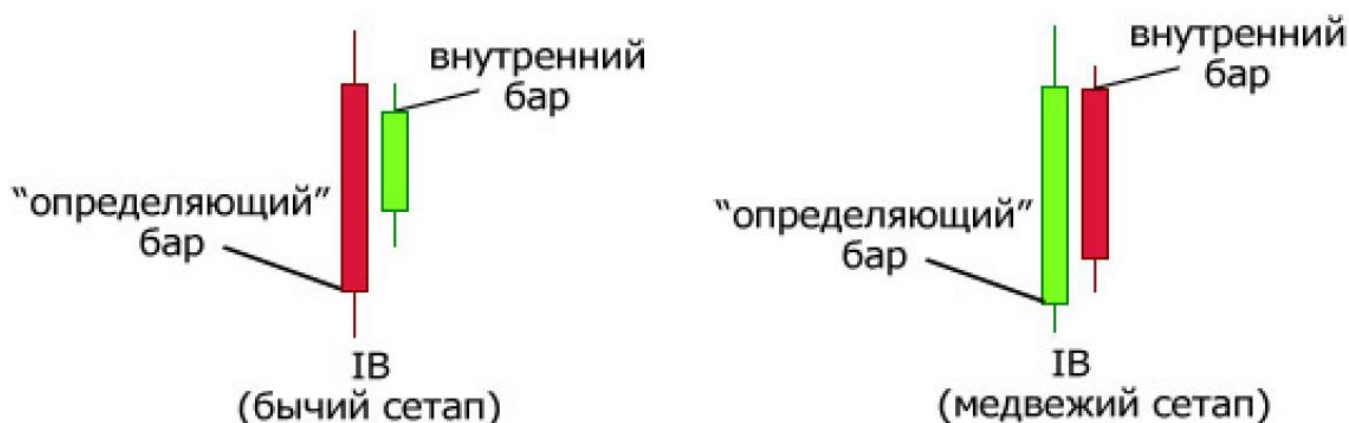 внутренний
бар
“определяющий”
бар
IB
(бычий сетап)
внутренний
бар
“определяющий”
бар
IB
(медвежий сетап)